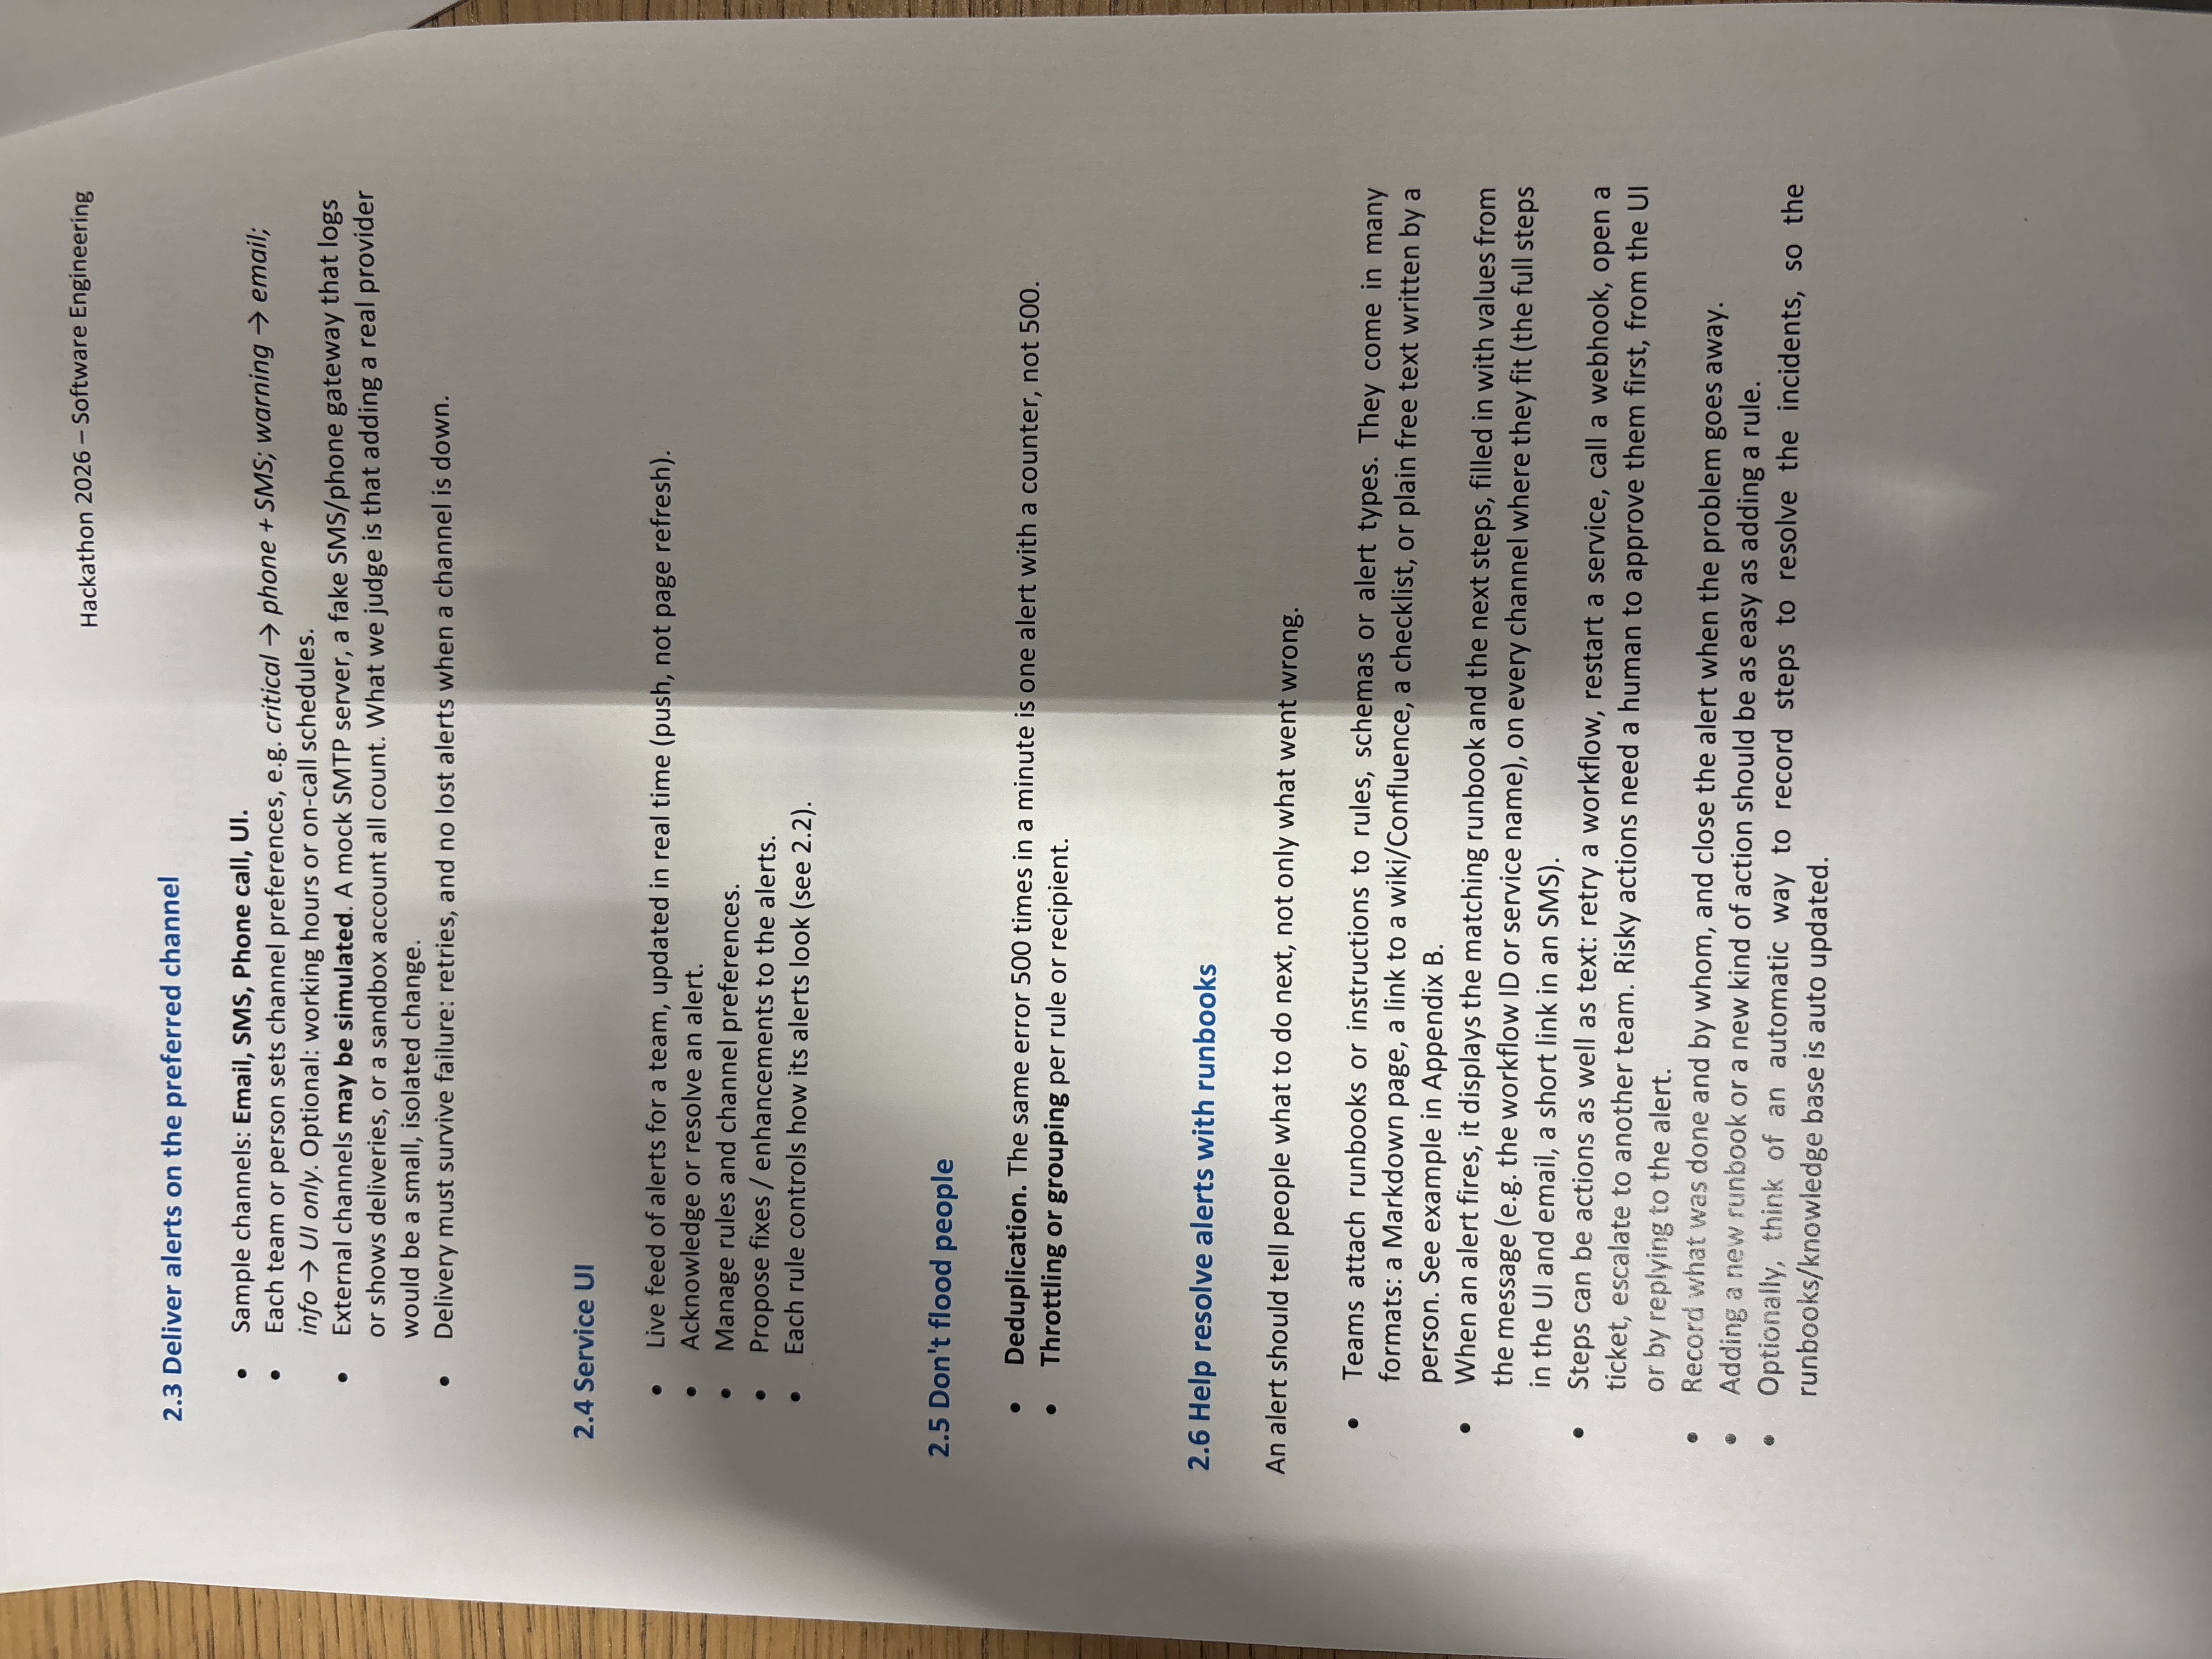 Hackathon 2026 – Software Engineering
2.3 Deliver alerts on the preferred channel
• Sample channels: Email, SMS, Phone call, UI.
• Each team or person sets channel preferences, e.g. critical → phone + SMS; warning → email;
info → UI only. Optional: working hours or on-call schedules.
• External channels may be simulated. A mock SMTP server, a fake SMS/phone gateway that logs
or shows deliveries, or a sandbox account all count. What we judge is that adding a real provider
would be a small, isolated change.
• Delivery must survive failure: retries, and no lost alerts when a channel is down.
2.4 Service UI
• Live feed of alerts for a team, updated in real time (push, not page refresh).
• Acknowledge or resolve an alert.
• Manage rules and channel preferences.
• Propose fixes / enhancements to the alerts.
• Each rule controls how its alerts look (see 2.2).
2.5 Don't flood people
• Deduplication. The same error 500 times in a minute is one alert with a counter, not 500.
• Throttling or grouping per rule or recipient.
2.6 Help resolve alerts with runbooks
An alert should tell people what to do next, not only what went wrong.
• Teams attach runbooks or instructions to rules, schemas or alert types. They come in many
formats: a Markdown page, a link to a wiki/Confluence, a checklist, or plain free text written by a
person. See example in Appendix B.
• When an alert fires, it displays the matching runbook and the next steps, filled in with values from
the message (e.g. the workflow ID or service name), on every channel where they fit (the full steps
in the UI and email, a short link in an SMS).
• Steps can be actions as well as text: retry a workflow, restart a service, call a webhook, open a
ticket, escalate to another team. Risky actions need a human to approve them first, from the UI
or by replying to the alert.
• Record what was done and by whom, and close the alert when the problem goes away.
• Adding a new runbook or a new kind of action should be as easy as adding a rule.
• Optionally, think of an automatic way to record steps to resolve the incidents, so the
runbooks/knowledge base is auto updated.